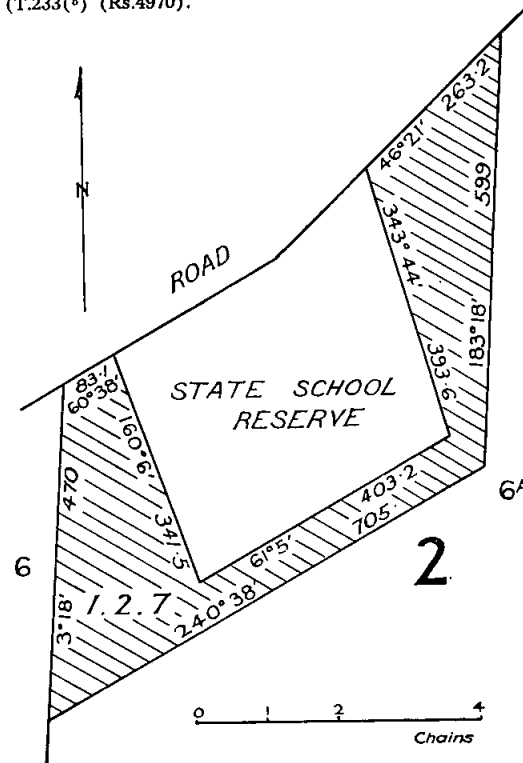 (T.233(°) (Rs.4970).
263·2
46°21'
599
N
343°44'
ROAD
183°18'
83·1
60°38'
393·6
STATE SCHOOL
RESERVE
160°6'
470
403·2
341·5
705·
6A
61°5'
2
6
1.2.7.
240°38'
3°18'
0 1 2 4
Chains